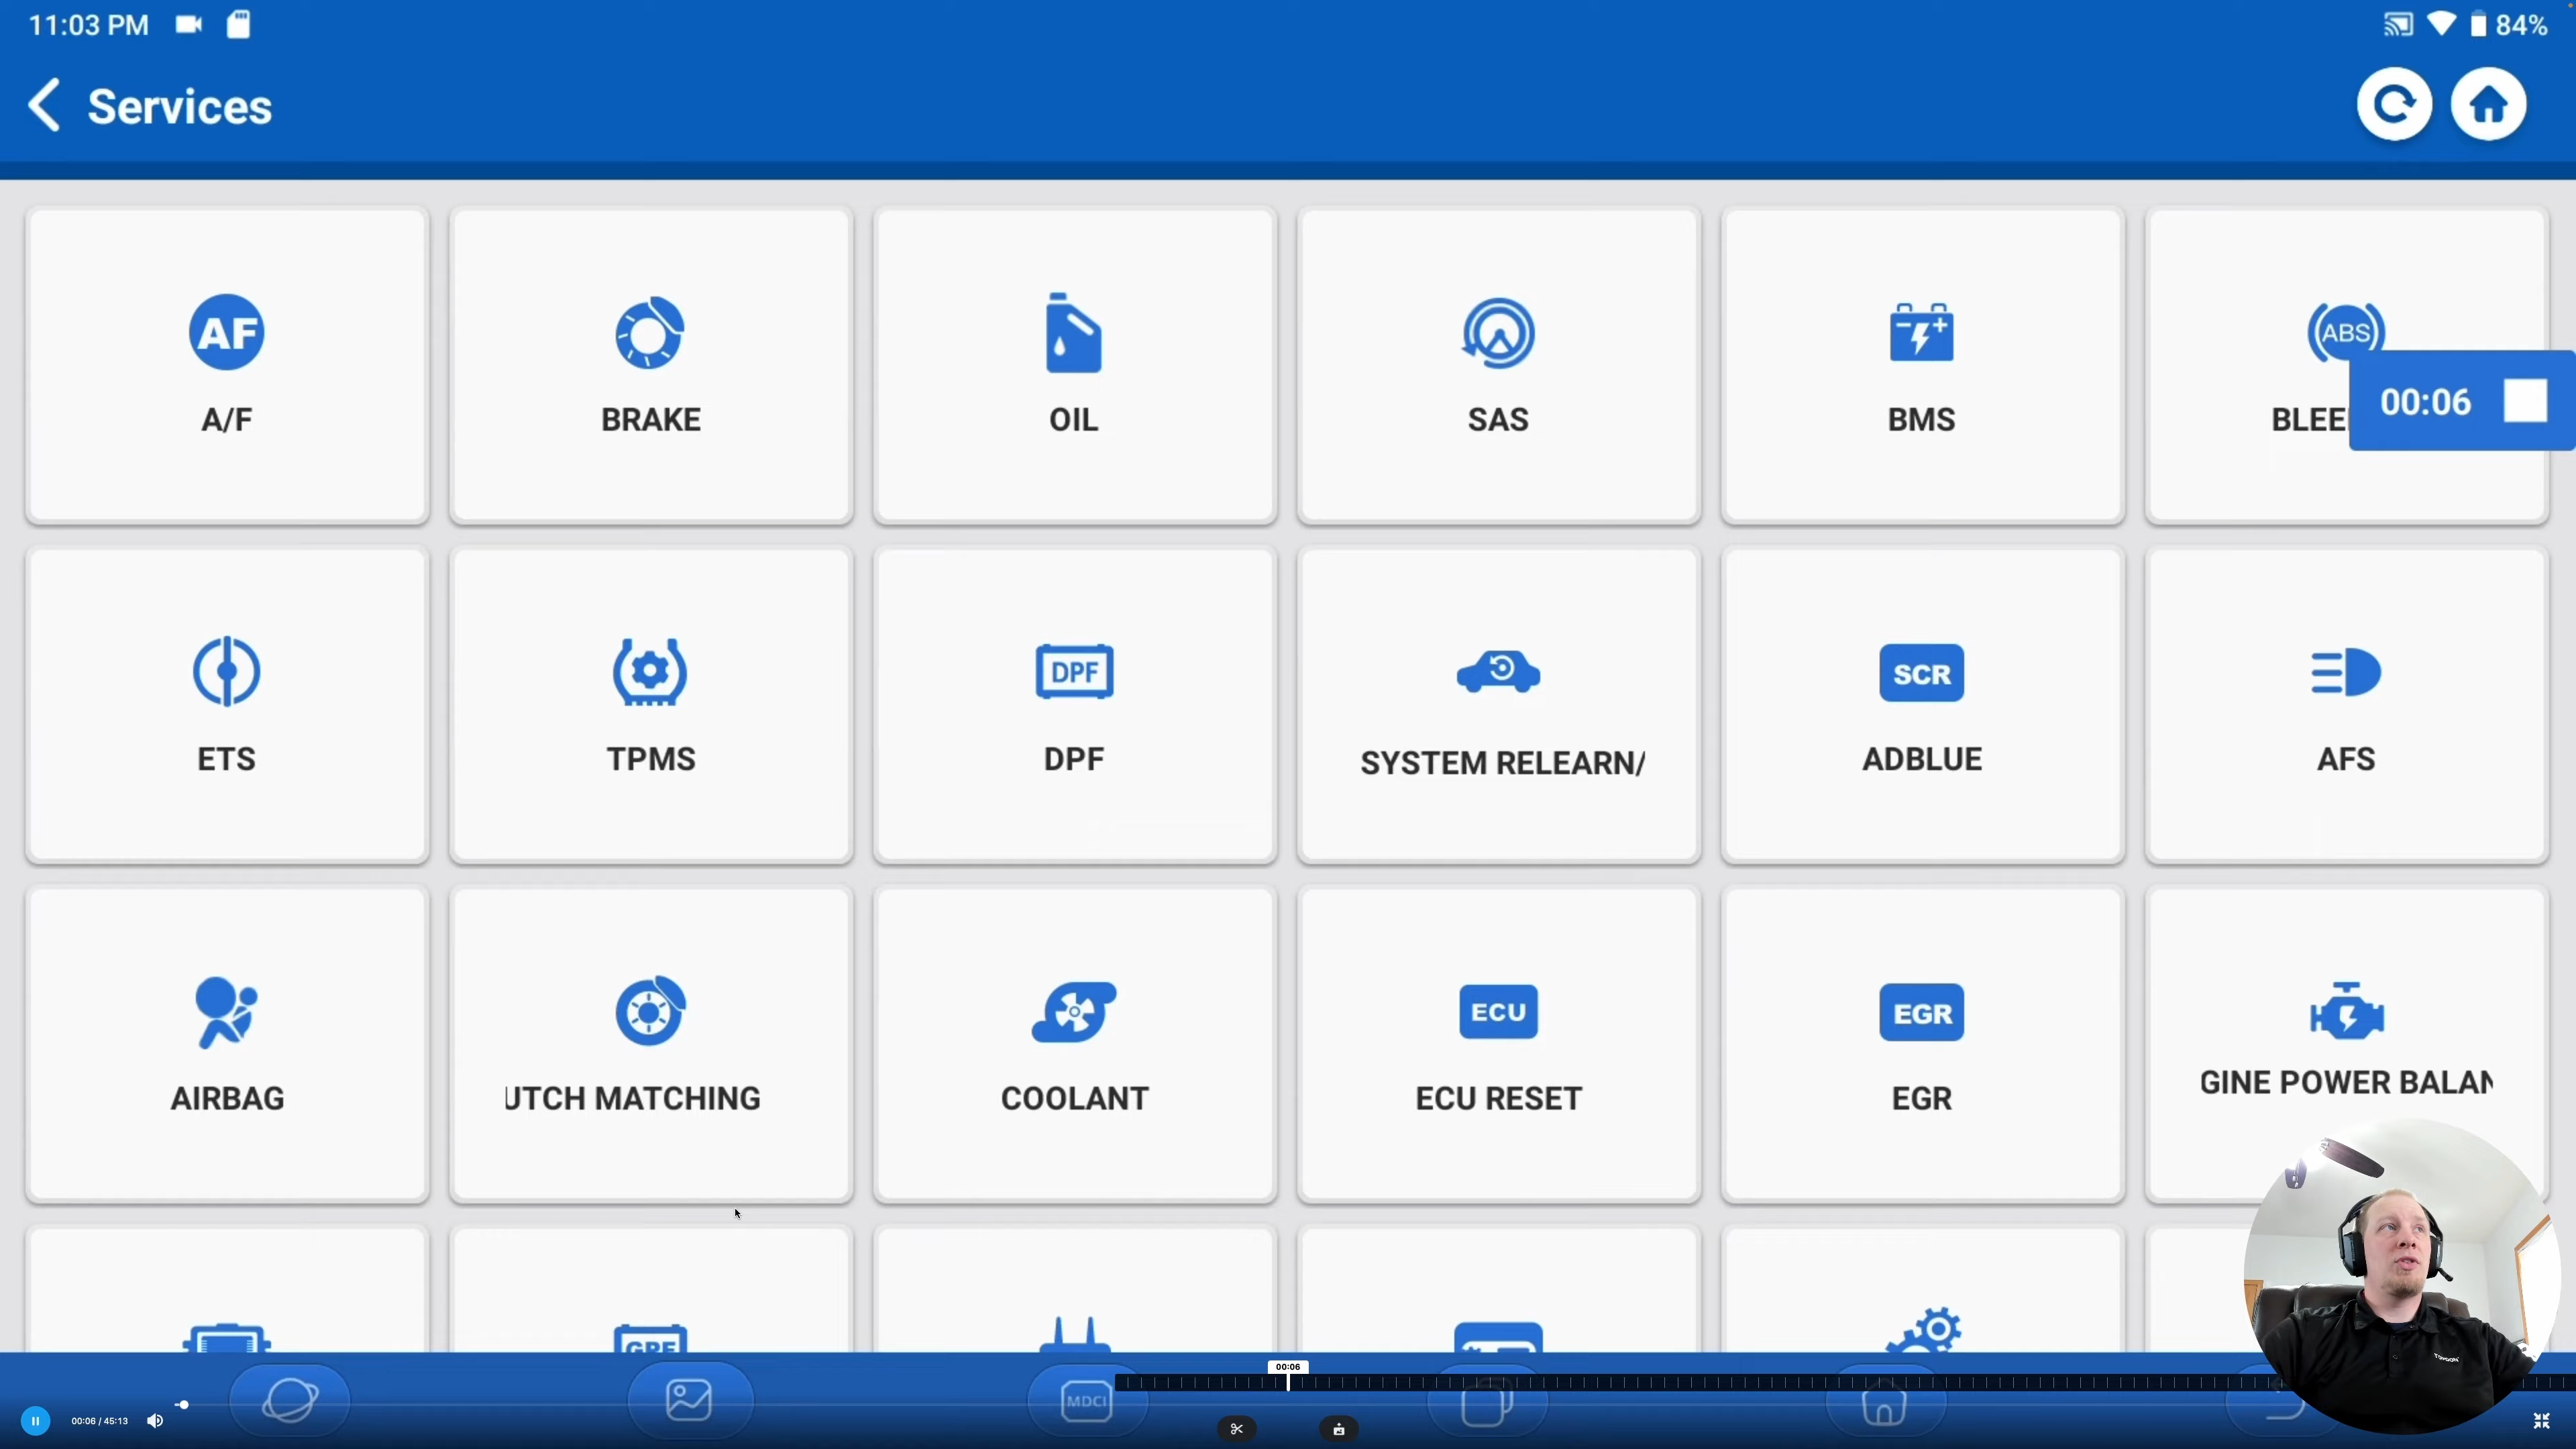 11:03 PM
84%
Services
AF
A/F
BRAKE
OIL
SAS
BMS
ABS
BLEE
00:06
ETS
TPMS
DPF
DPF
SYSTEM RELEARN/
SCR
ADBLUE
AFS
AIRBAG
UTCH MATCHING
COOLANT
ECU
ECU RESET
EGR
EGR
GINE POWER BALAN
GPF
00:06
MDCI
00:06 / 45:13
TOPDON